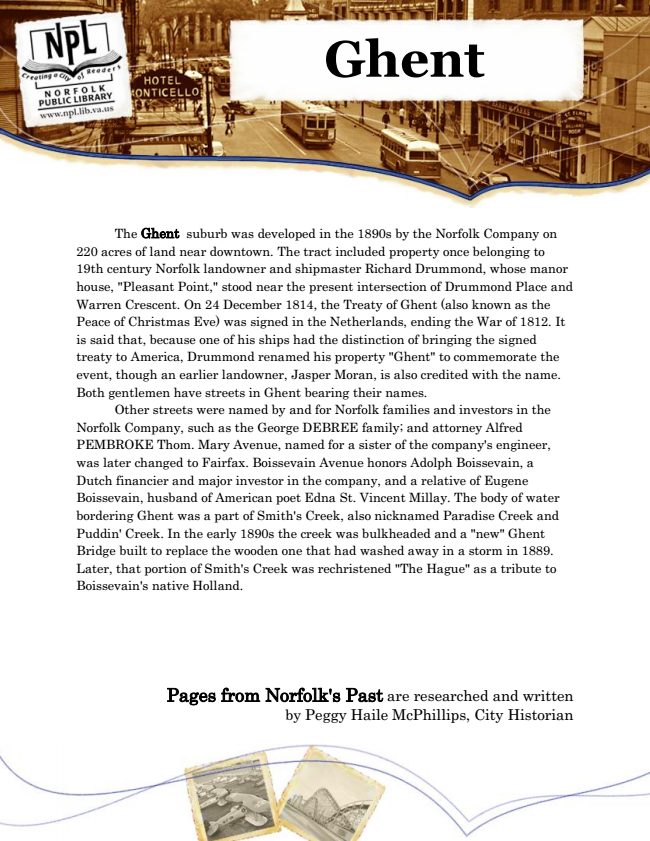 NPL
Creating a City of Readers
NORFOLK
PUBLIC LIBRARY
www.npl.lib.va.us
HOTEL
MONTICELLO
Ghent
The Ghent suburb was developed in the 1890s by the Norfolk Company on
220 acres of land near downtown. The tract included property once belonging to
19th century Norfolk landowner and shipmaster Richard Drummond, whose manor
house, "Pleasant Point," stood near the present intersection of Drummond Place and
Warren Crescent. On 24 December 1814, the Treaty of Ghent (also known as the
Peace of Christmas Eve) was signed in the Netherlands, ending the War of 1812. It
is said that, because one of his ships had the distinction of bringing the signed
treaty to America, Drummond renamed his property "Ghent" to commemorate the
event, though an earlier landowner, Jasper Moran, is also credited with the name.
Both gentlemen have streets in Ghent bearing their names.
Other streets were named by and for Norfolk families and investors in the
Norfolk Company, such as the George DEBREE family; and attorney Alfred
PEMBROKE Thom. Mary Avenue, named for a sister of the company's engineer,
was later changed to Fairfax. Boissevain Avenue honors Adolph Boissevain, a
Dutch financier and major investor in the company, and a relative of Eugene
Boissevain, husband of American poet Edna St. Vincent Millay. The body of water
bordering Ghent was a part of Smith's Creek, also nicknamed Paradise Creek and
Puddin' Creek. In the early 1890s the creek was bulkheaded and a "new" Ghent
Bridge built to replace the wooden one that had washed away in a storm in 1889.
Later, that portion of Smith's Creek was rechristened "The Hague" as a tribute to
Boissevain's native Holland.
Pages from Norfolk's Past are researched and written
by Peggy Haile McPhillips, City Historian